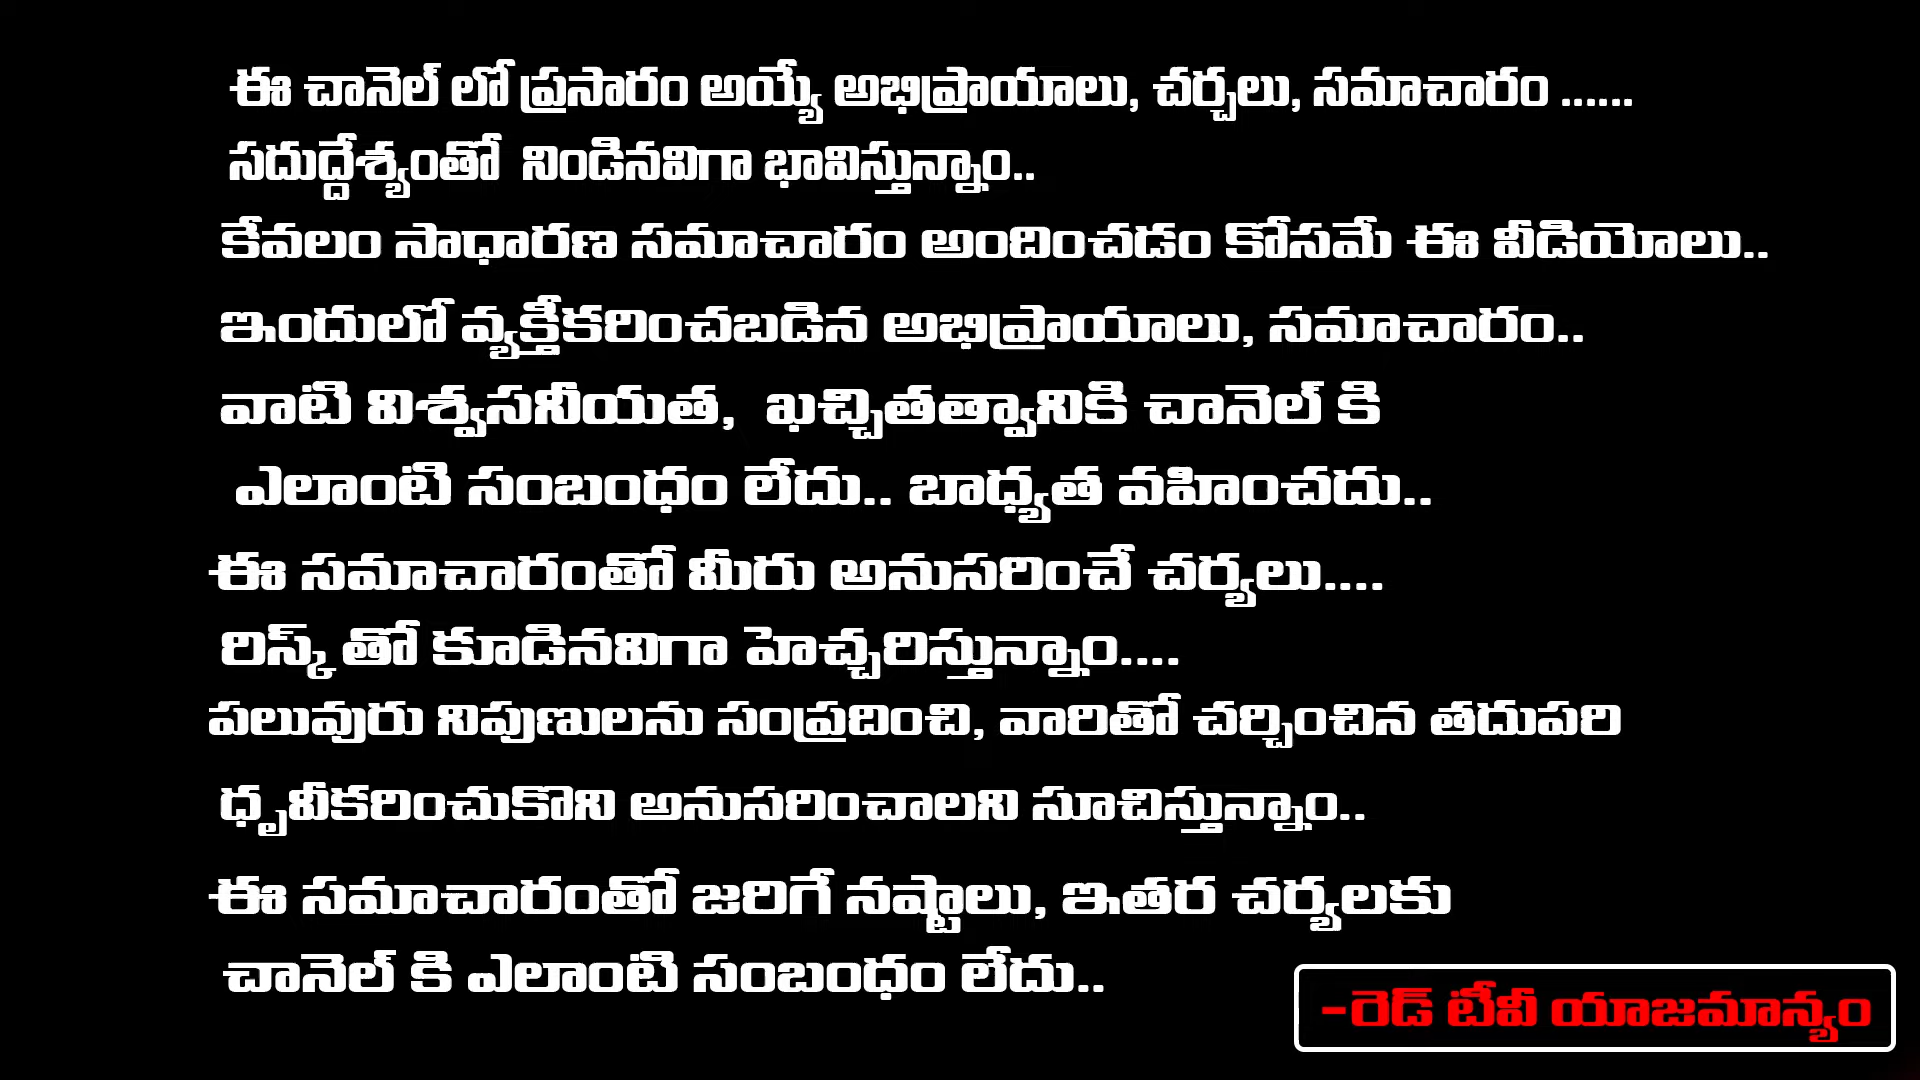 ఈ చానెల్ లో ప్రసారం అయ్యే అభిప్రాయాలు, చర్చలు, సమాచారం ......
సదుద్దేశ్యంతో నిండినవిగా భావిస్తున్నాం..
కేవలం సాధారణ సమాచారం అందించడం కోసమే ఈ వీడియోలు..
ఇందులో వ్యక్తీకరించబడిన అభిప్రాయాలు, సమాచారం..
వాటి విశ్వసనీయత, ఖచ్చితత్వానికి చానెల్ కి
ఎలాంటి సంబంధం లేదు.. బాధ్యత వహించదు..
ఈ సమాచారంతో మీరు అనుసరించే చర్యలు....
రిస్క్ తో కూడినవిగా హెచ్చరిస్తున్నాం....
పలువురు నిపుణులను సంప్రదించి, వారితో చర్చించిన తదుపరి
ధృవీకరించుకొని అనుసరించాలని సూచిస్తున్నాం..
ఈ సమాచారంతో జరిగే నష్టాలు, ఇతర చర్యలకు
చానెల్ కి ఎలాంటి సంబంధం లేదు..
-రెడ్ టీవీ యాజమాన్యం